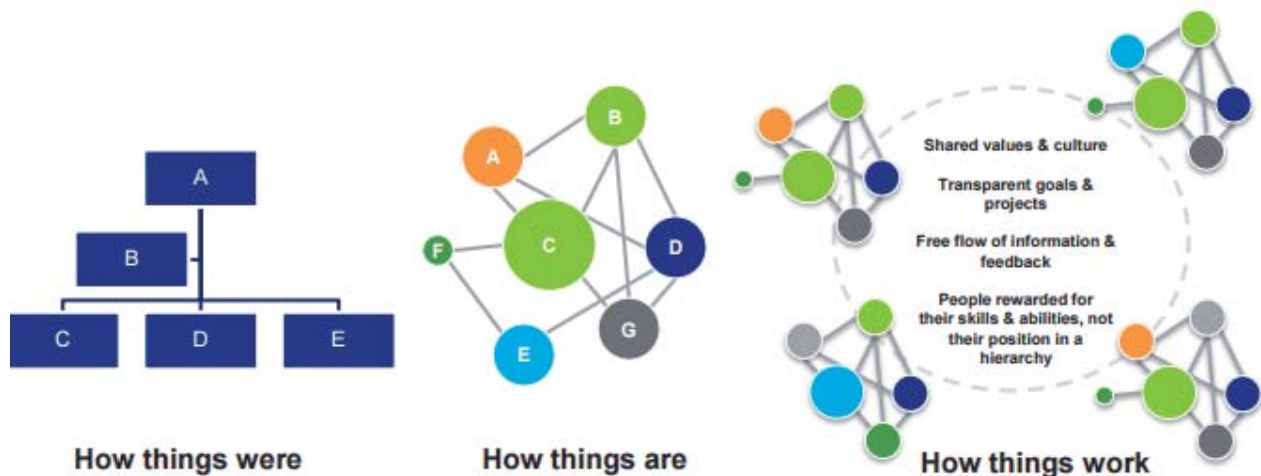 A
B
C
D
E
How things were
A
B
C
D
E
F
G
How things are
Shared values & culture
Transparent goals &
projects
Free flow of information &
feedback
People rewarded for
their skills & abilities, not
their position in a
hierarchy
How things work